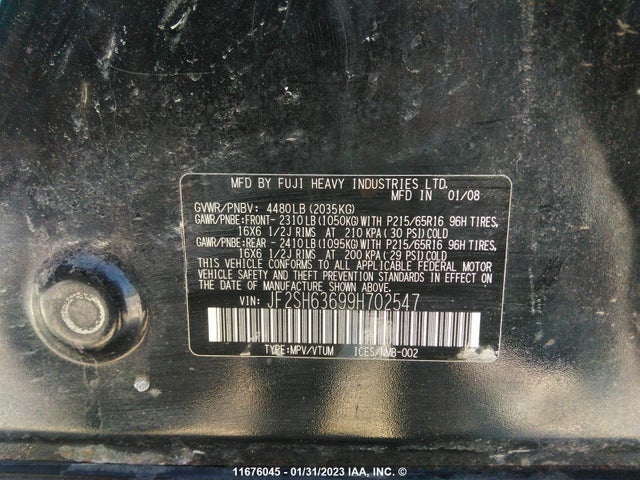 MFD BY FUJI HEAVY INDUSTRIES LTD.
MFD IN 01/08
GVWR/PNBV: 4480LB(2035KG)
GAWR/PNBE:FRONT-2310LB(1050KG)WITH P215/65R16 96H TIRES,
16X6 1/2J RIMS AT 210 KPA(30 PSI)COLD
GAWR/PNBE:REAR -2410LB(1095KG)WITH P215/65R16 96H TIRES,
16X6 1/2J RIMS AT 200 KPA(29 PSI)COLD
THIS VEHICLE CONFORMS TO ALL APPLICABLE FEDERAL MOTOR
VEHICLE SAFETY AND THEFT PREVENTION STANDARDS IN EFFECT ON
THE DATE OF MANUFACTURE SHOWN ABOVE.
VIN: JF2SH63699H702547
TYPE:MPV/VTUM ICES/NMB-002
11676045 - 01/31/2023 IAA, INC. ©